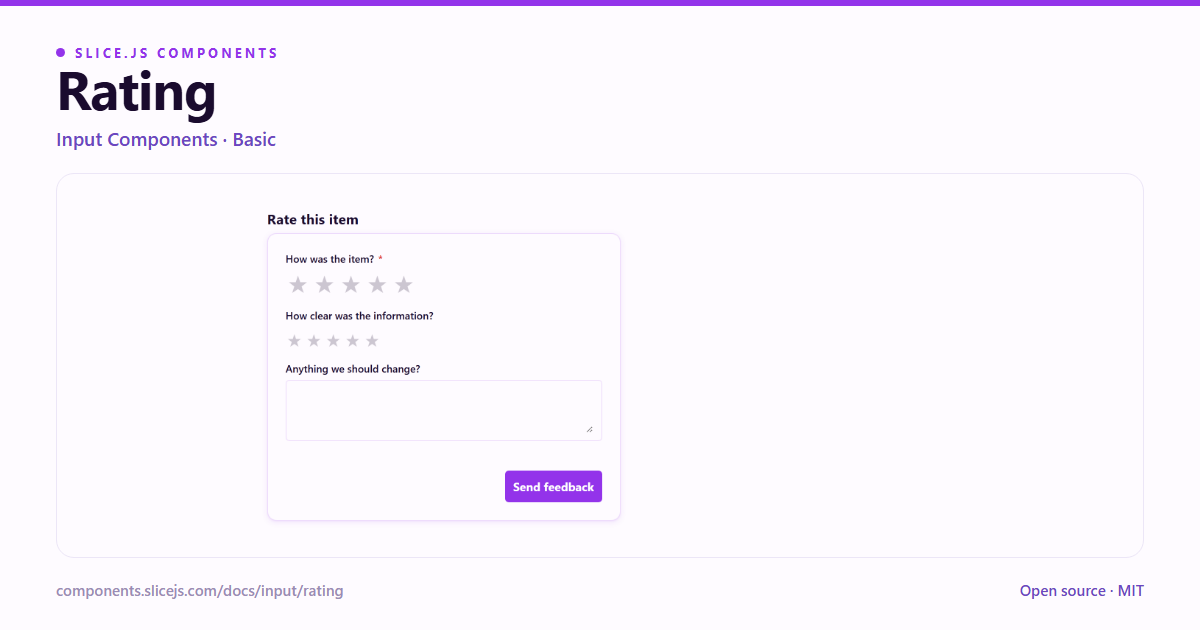 SLICE.JS COMPONENTS
Rating
Input Components · Basic
Rate this item
How was the item? *
How clear was the information?
Anything we should change?
Send feedback
components.slicejs.com/docs/input/rating
Open source · MIT